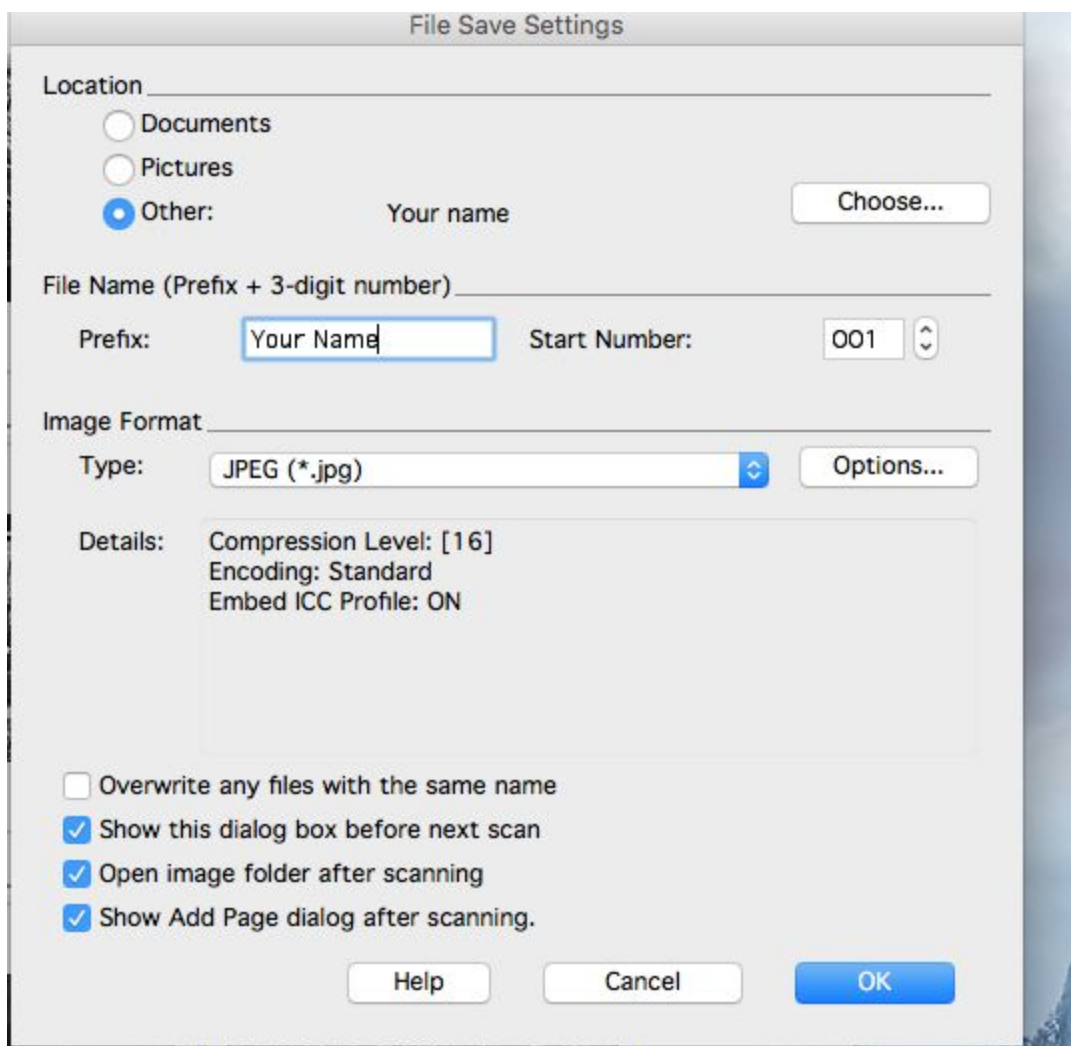 File Save Settings
Location
Documents
Pictures
Other: Your name Choose...
File Name (Prefix + 3-digit number)
Prefix: Your Name Start Number: 001
Image Format
Type: JPEG (*.jpg) Options...
Details: Compression Level: [16]
Encoding: Standard
Embed ICC Profile: ON
Overwrite any files with the same name
Show this dialog box before next scan
Open image folder after scanning
Show Add Page dialog after scanning.
Help Cancel OK